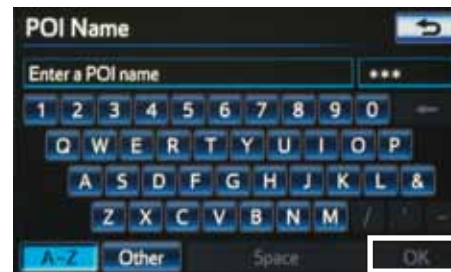 POI Name
Enter a POI name ***
1 2 3 4 5 6 7 8 9 0 ←
Q W E R T Y U I O P
A S D F G H J K L &
Z X C V B N M / ' -
A-Z Other Space OK